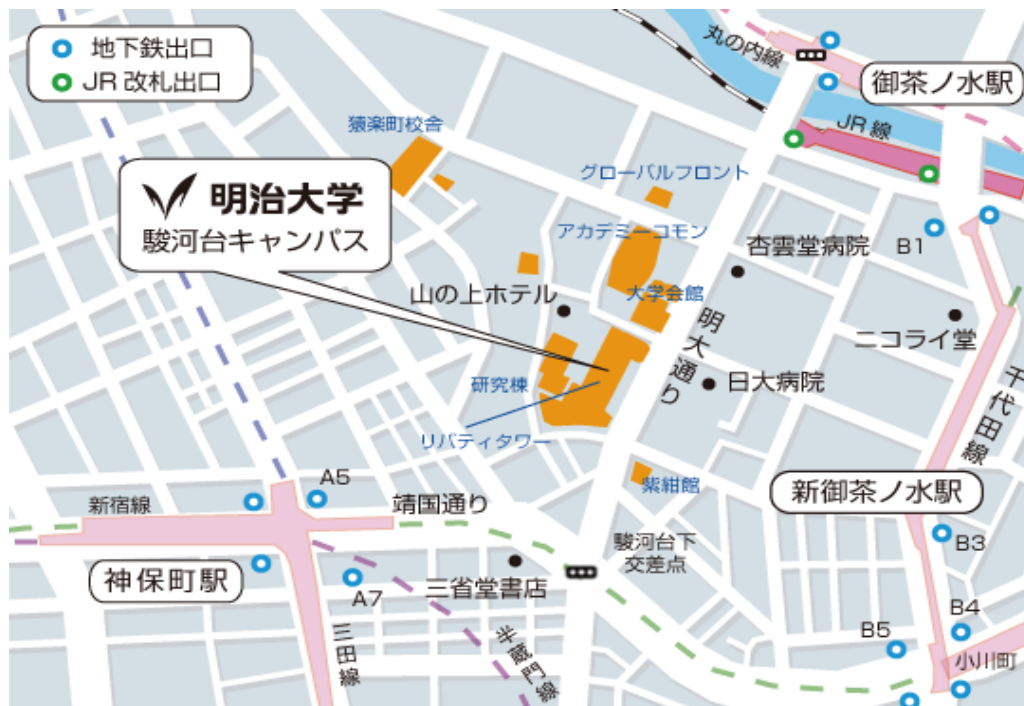 地下鉄出口
JR改札出口
丸の内線
御茶ノ水駅
JR線
猿楽町校舎
グローバルフロント
明治大学
駿河台キャンパス
アカデミーコモン
杏雲堂病院
B1
山の上ホテル
大学会館
明大通り
ニコライ堂
研究棟
日大病院
千代田線
リバティタワー
A5
新宿線
靖国通り
紫紺館
新御茶ノ水駅
駿河台下
交差点
B3
神保町駅
A7
三省堂書店
三田線
半蔵門線
B4
B5
小川町